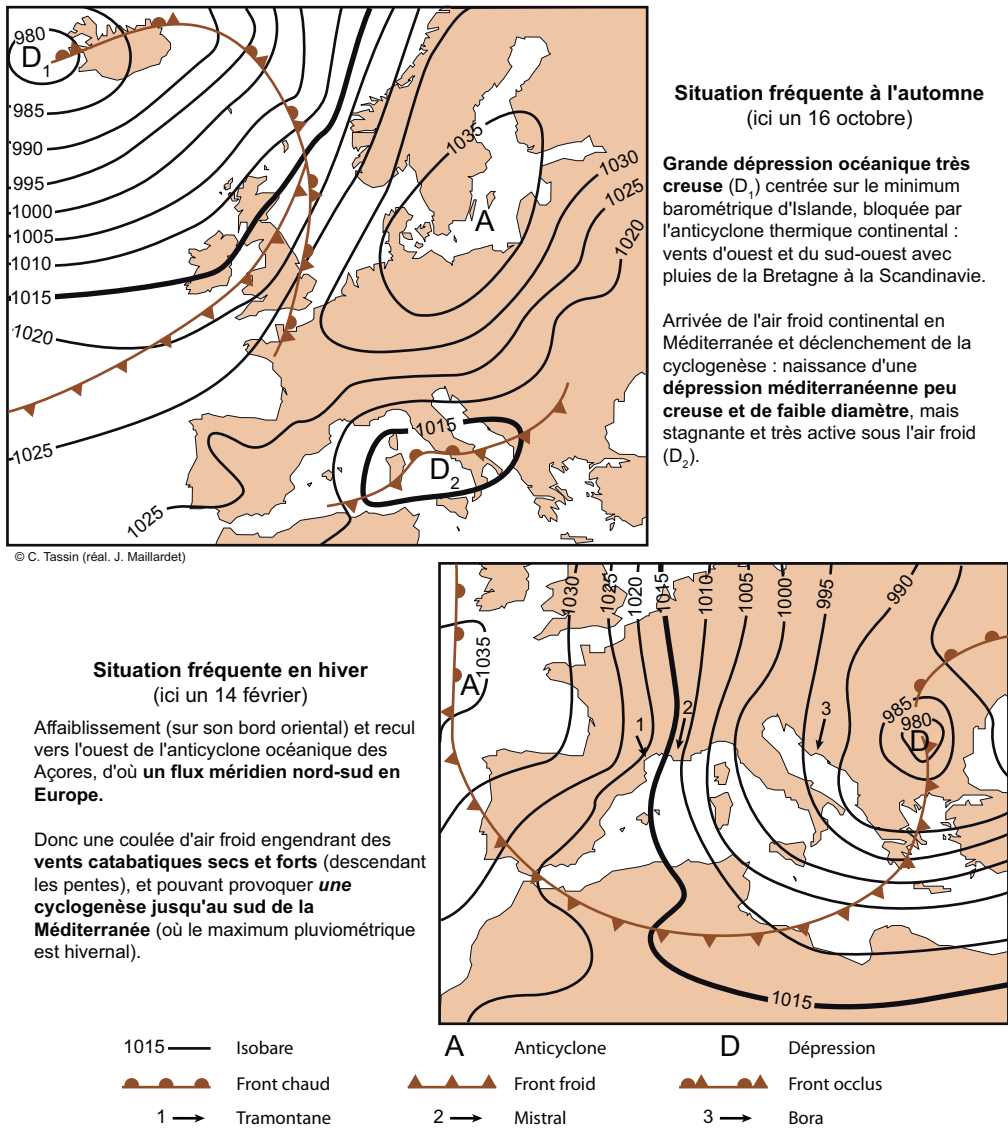 980
D1
985
990
995
1000
1005
1010
1015
1020
1025
1035
1030
1025
1020
A
1015
D2
1025
© C. Tassin (réal. J. Maillardet)
Situation fréquente à l'automne
(ici un 16 octobre)
Grande dépression océanique très
creuse (D1) centrée sur le minimum
barométrique d'Islande, bloquée par
l'anticyclone thermique continental :
vents d'ouest et du sud-ouest avec
pluies de la Bretagne à la Scandinavie.
Arrivée de l'air froid continental en
Méditerranée et déclenchement de la
cyclogenèse : naissance d'une
dépression méditerranéenne peu
creuse et de faible diamètre, mais
stagnante et très active sous l'air froid
(D2).
Situation fréquente en hiver
(ici un 14 février)
Affaiblissement (sur son bord oriental) et recul
vers l'ouest de l'anticyclone océanique des
Açores, d'où un flux méridien nord-sud en
Europe.
Donc une coulée d'air froid engendrant des
vents catabatiques secs et forts (descendant
les pentes), et pouvant provoquer une
cyclogenèse jusqu'au sud de la
Méditerranée (où le maximum pluviométrique
est hivernal).
1030
1025
1020
1015
1010
1005
1000
995
990
1035
A
1
2
3
985
980
D
1015
1015 Isobare
A Anticyclone
D Dépression
Front chaud
Front froid
Front occlus
1 Tramontane
2 Mistral
3 Bora